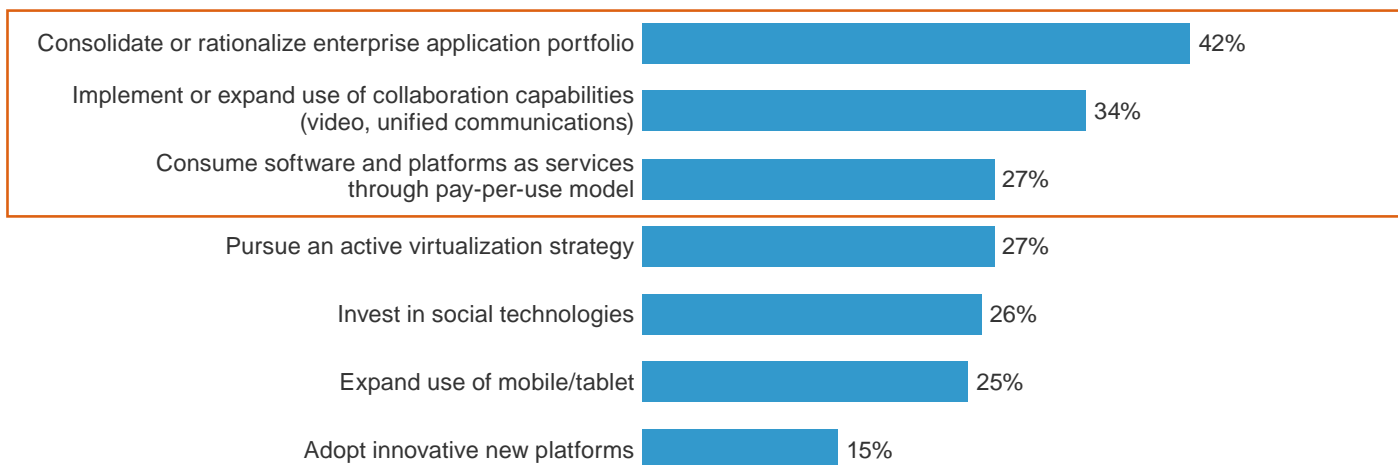 Consolidate or rationalize enterprise application portfolio 42%
Implement or expand use of collaboration capabilities
(video, unified communications) 34%
Consume software and platforms as services
through pay-per-use model 27%
Pursue an active virtualization strategy 27%
Invest in social technologies 26%
Expand use of mobile/tablet 25%
Adopt innovative new platforms 15%